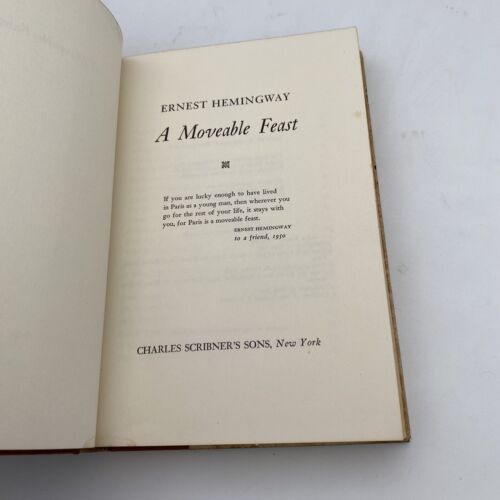 ERNEST HEMINGWAY
A Moveable Feast
If you are lucky enough to have lived
in Paris as a young man, then wherever you
go for the rest of your life, it stays with
you, for Paris is a moveable feast.
ERNEST HEMINGWAY
to a friend, 1950
CHARLES SCRIBNER'S SONS, New York